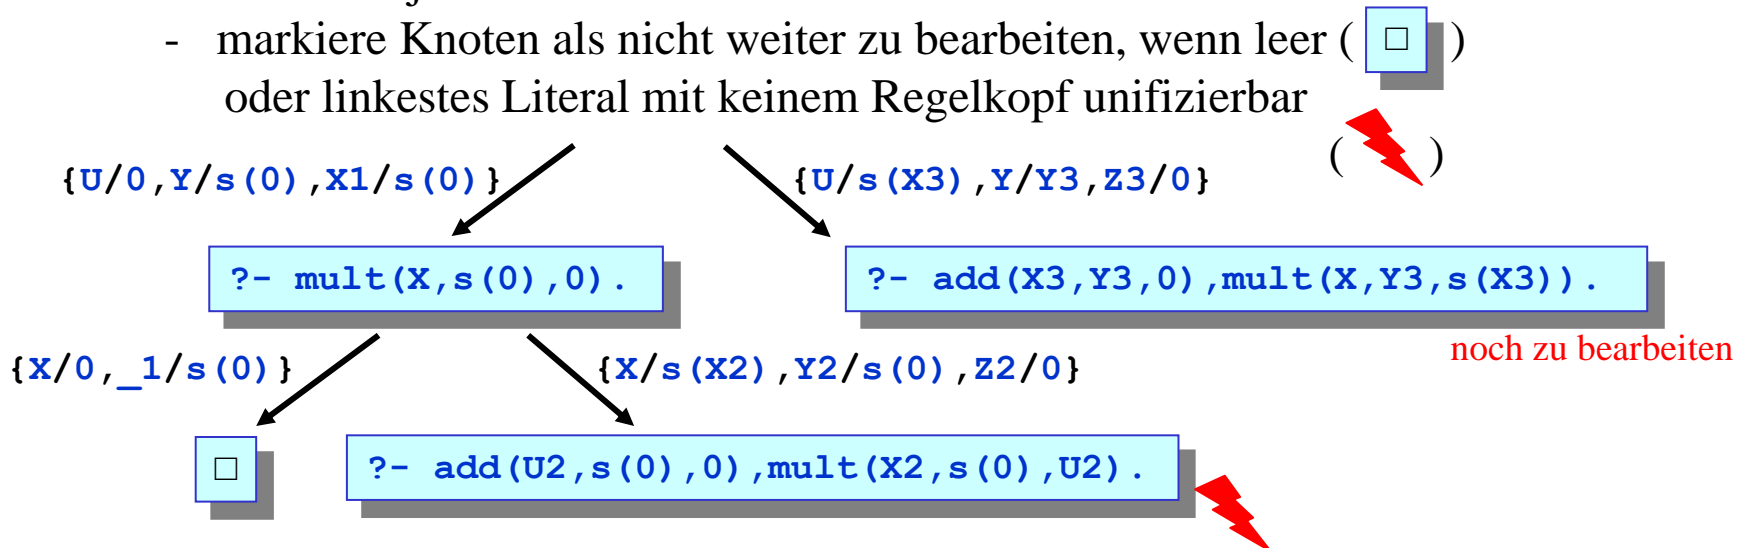 - markiere Knoten als nicht weiter zu bearbeiten, wenn leer ( □ )
oder linkestes Literal mit keinem Regelkopf unifizierbar
( )
{U/0,Y/s(0),X1/s(0)} {U/s(X3),Y/Y3,Z3/0}
?- mult(X,s(0),0). ?- add(X3,Y3,0),mult(X,Y3,s(X3)).
noch zu bearbeiten
{X/0,_1/s(0)} {X/s(X2),Y2/s(0),Z2/0}
□ ?- add(U2,s(0),0),mult(X2,s(0),U2).